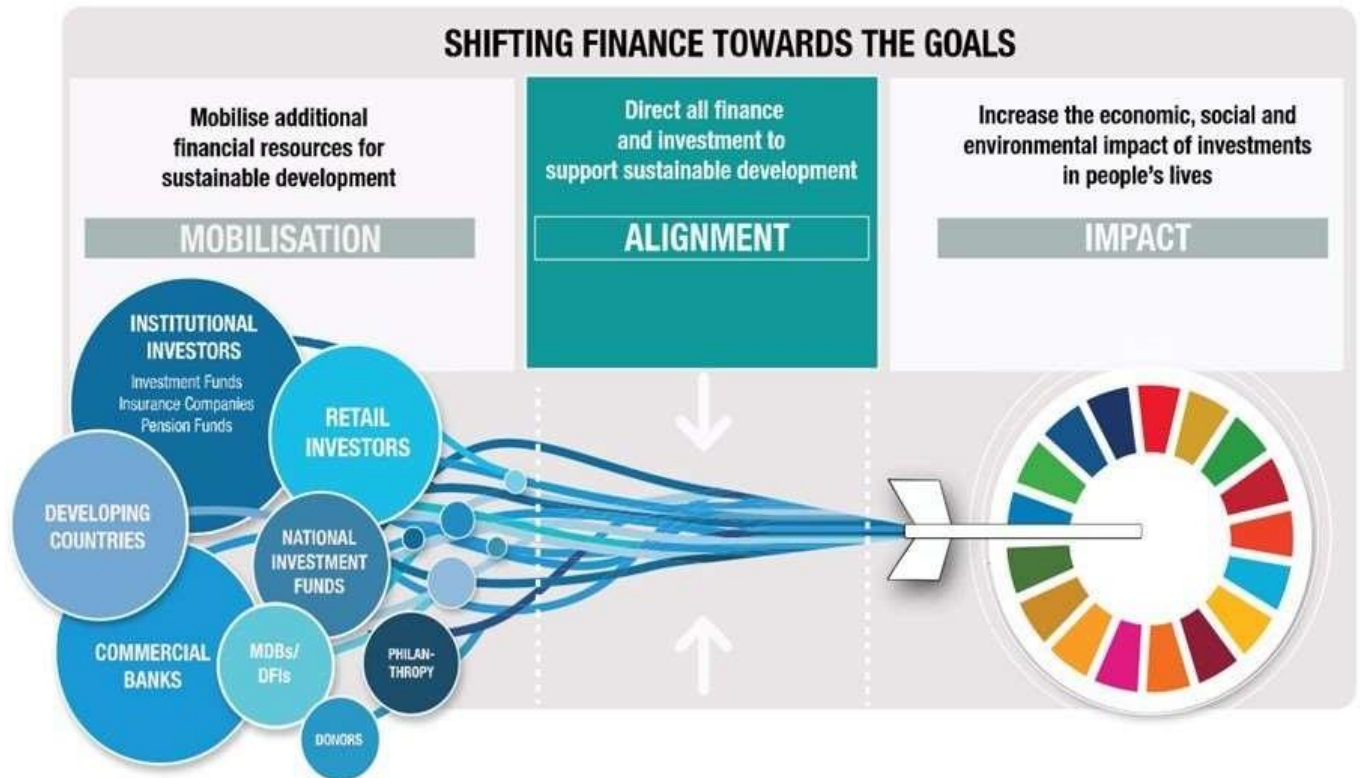 SHIFTING FINANCE TOWARDS THE GOALS
Mobilise additional
financial resources for
sustainable development
MOBILISATION
Direct all finance
and investment to
support sustainable development
ALIGNMENT
Increase the economic, social and
environmental impact of investments
in people's lives
IMPACT
INSTITUTIONAL
INVESTORS
Investment Funds
Insurance Companies
Pension Funds
RETAIL
INVESTORS
DEVELOPING
COUNTRIES
NATIONAL
INVESTMENT
FUNDS
COMMERCIAL
BANKS
MDBs/
DFIs
PHILAN-
THROPY
DONORS